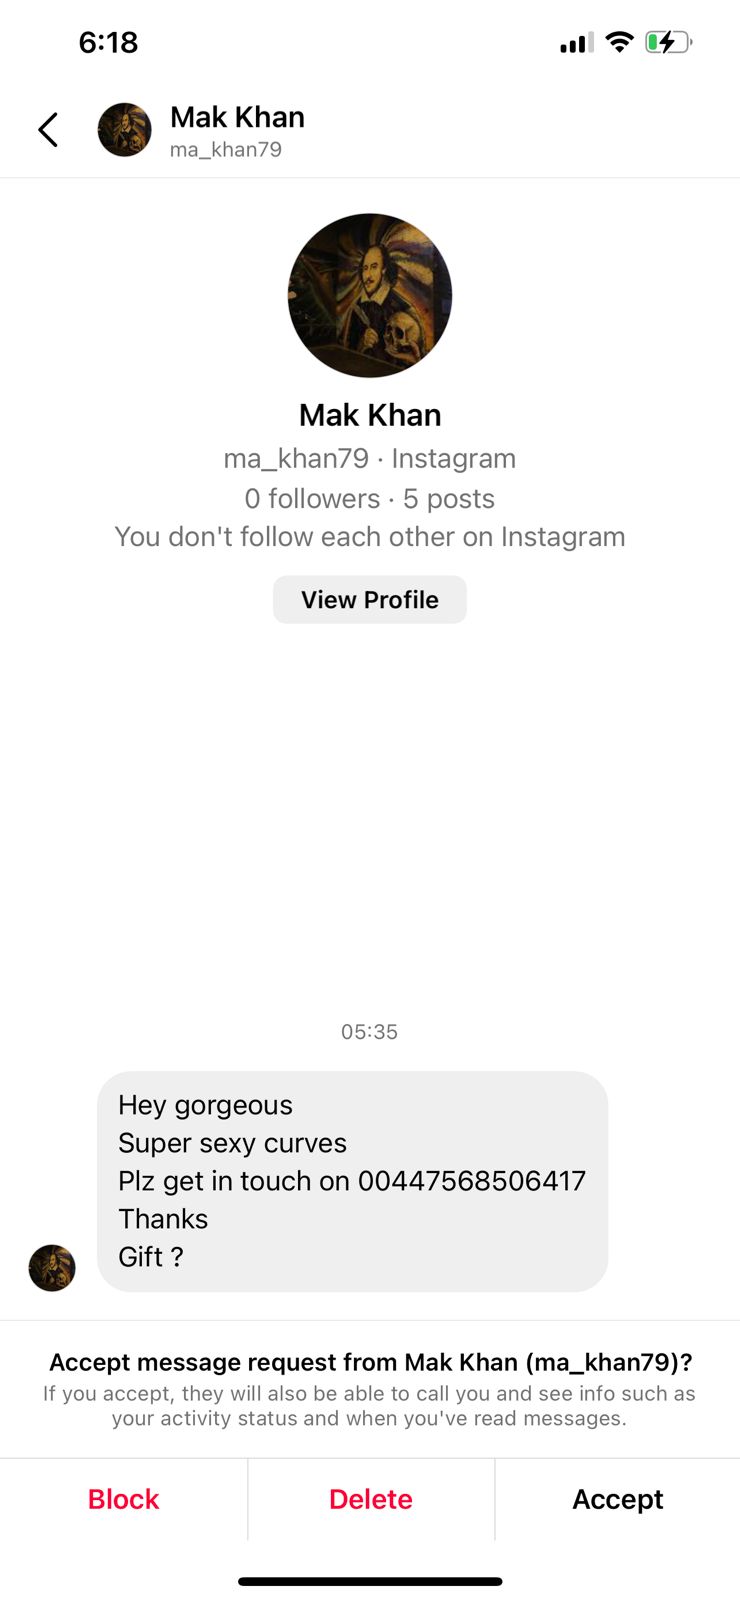 6:18
Mak Khan
ma_khan79
Mak Khan
ma_khan79 · Instagram
0 followers · 5 posts
You don't follow each other on Instagram
View Profile
05:35
Hey gorgeous
Super sexy curves
Plz get in touch on 00447568506417
Thanks
Gift ?
Accept message request from Mak Khan (ma_khan79)?
If you accept, they will also be able to call you and see info such as
your activity status and when you've read messages.
Block
Delete
Accept